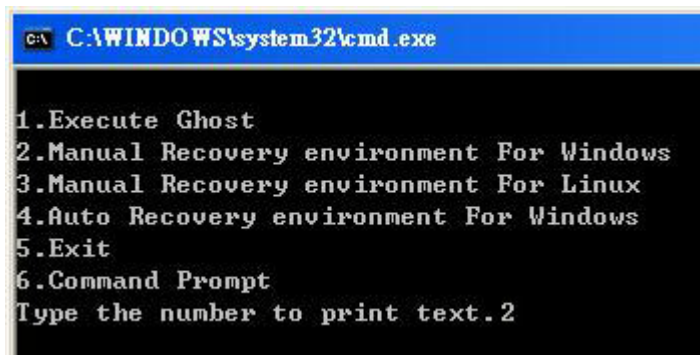 C:\WINDOWS\system32\cmd.exe
1.Execute Ghost
2.Manual Recovery environment For Windows
3.Manual Recovery environment For Linux
4.Auto Recovery environment For Windows
5.Exit
6.Command Prompt
Type the number to print text.2